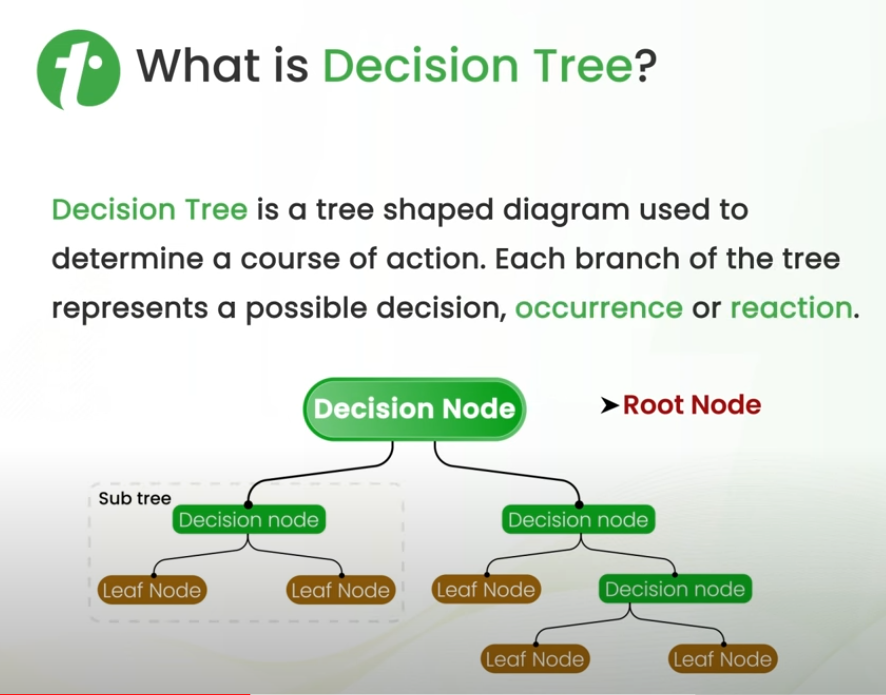 What is Decision Tree?
Decision Tree is a tree shaped diagram used to
determine a course of action. Each branch of the tree
represents a possible decision, occurrence or reaction.
Decision Node
➤Root Node
Sub tree
Decision node
Decision node
Leaf Node
Leaf Node
Leaf Node
Decision node
Leaf Node
Leaf Node